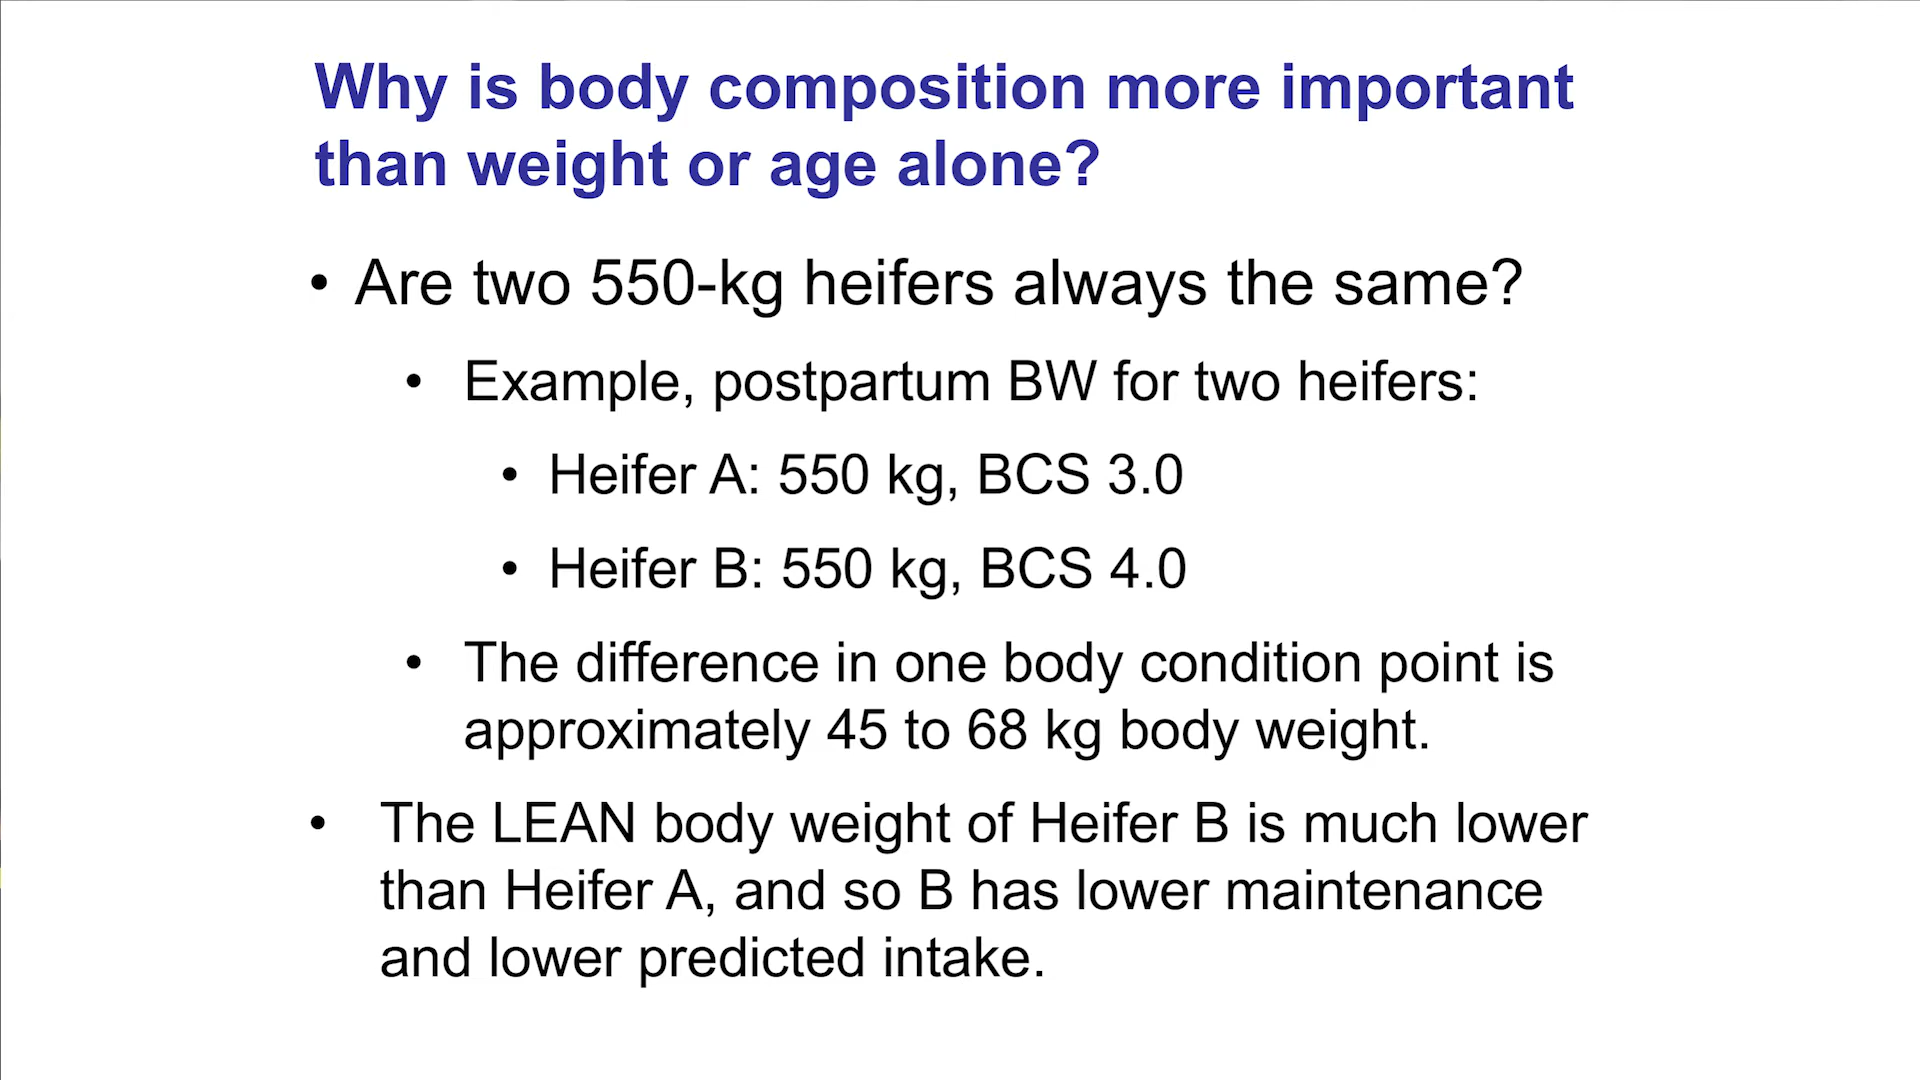 Why is body composition more important
than weight or age alone?
• Are two 550-kg heifers always the same?
• Example, postpartum BW for two heifers:
• Heifer A: 550 kg, BCS 3.0
• Heifer B: 550 kg, BCS 4.0
• The difference in one body condition point is
approximately 45 to 68 kg body weight.
• The LEAN body weight of Heifer B is much lower
than Heifer A, and so B has lower maintenance
and lower predicted intake.